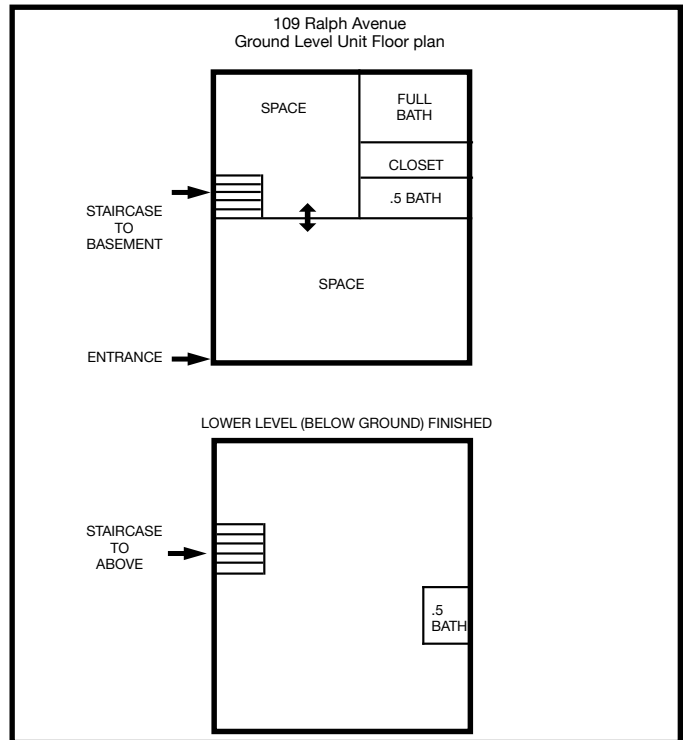 109 Ralph Avenue
Ground Level Unit Floor plan
SPACE
FULL
BATH
CLOSET
.5 BATH
STAIRCASE
TO
BASEMENT
SPACE
ENTRANCE
LOWER LEVEL (BELOW GROUND) FINISHED
STAIRCASE
TO
ABOVE
.5
BATH